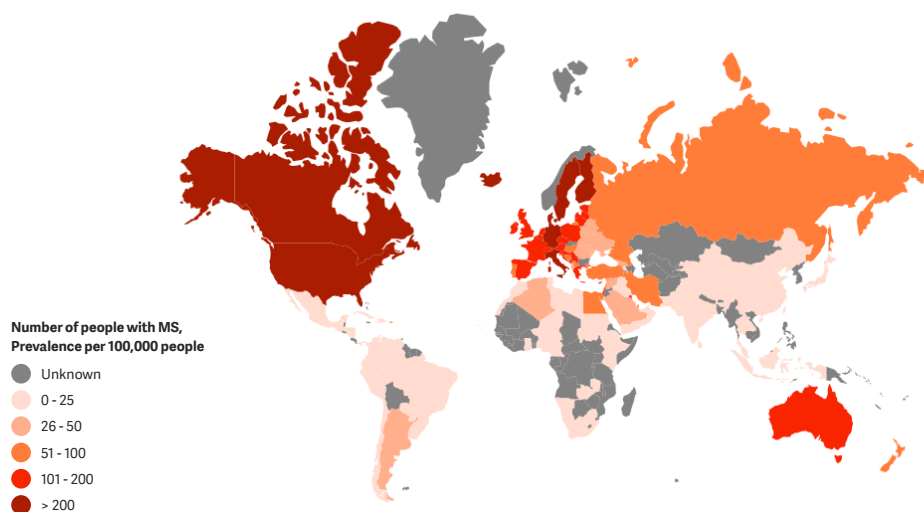 Number of people with MS,
Prevalence per 100,000 people
Unknown
0 - 25
26 - 50
51 - 100
101 - 200
> 200